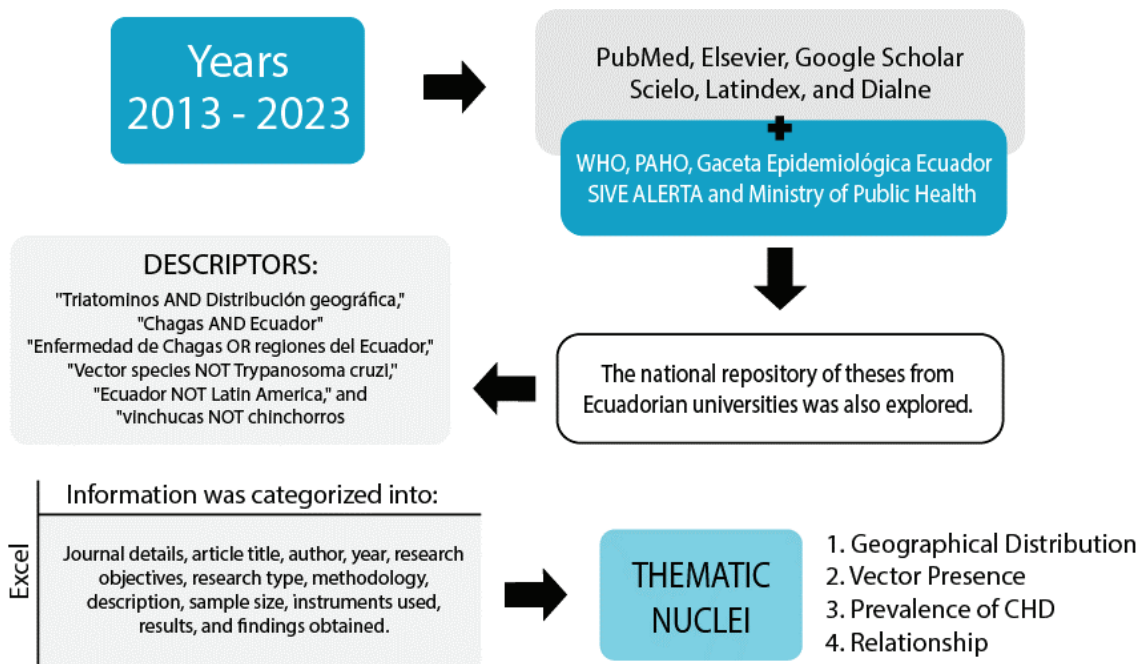 Years
2013 - 2023
PubMed, Elsevier, Google Scholar
Scielo, Latindex, and Dialne
WHO, PAHO, Gaceta Epidemiológica Ecuador
SIVE ALERTA and Ministry of Public Health
The national repository of theses from
Ecuadorian universities was also explored.
DESCRIPTORS:
"Triatominos AND Distribución geográfica,"
"Chagas AND Ecuador"
"Enfermedad de Chagas OR regiones del Ecuador,"
"Vector species NOT Trypanosoma cruzi,"
"Ecuador NOT Latin America," and
"vinchucas NOT chinchorros
Excel
Information was categorized into:
Journal details, article title, author, year, research
objectives, research type, methodology,
description, sample size, instruments used,
results, and findings obtained.
THEMATIC
NUCLEI
1. Geographical Distribution
2. Vector Presence
3. Prevalence of CHD
4. Relationship